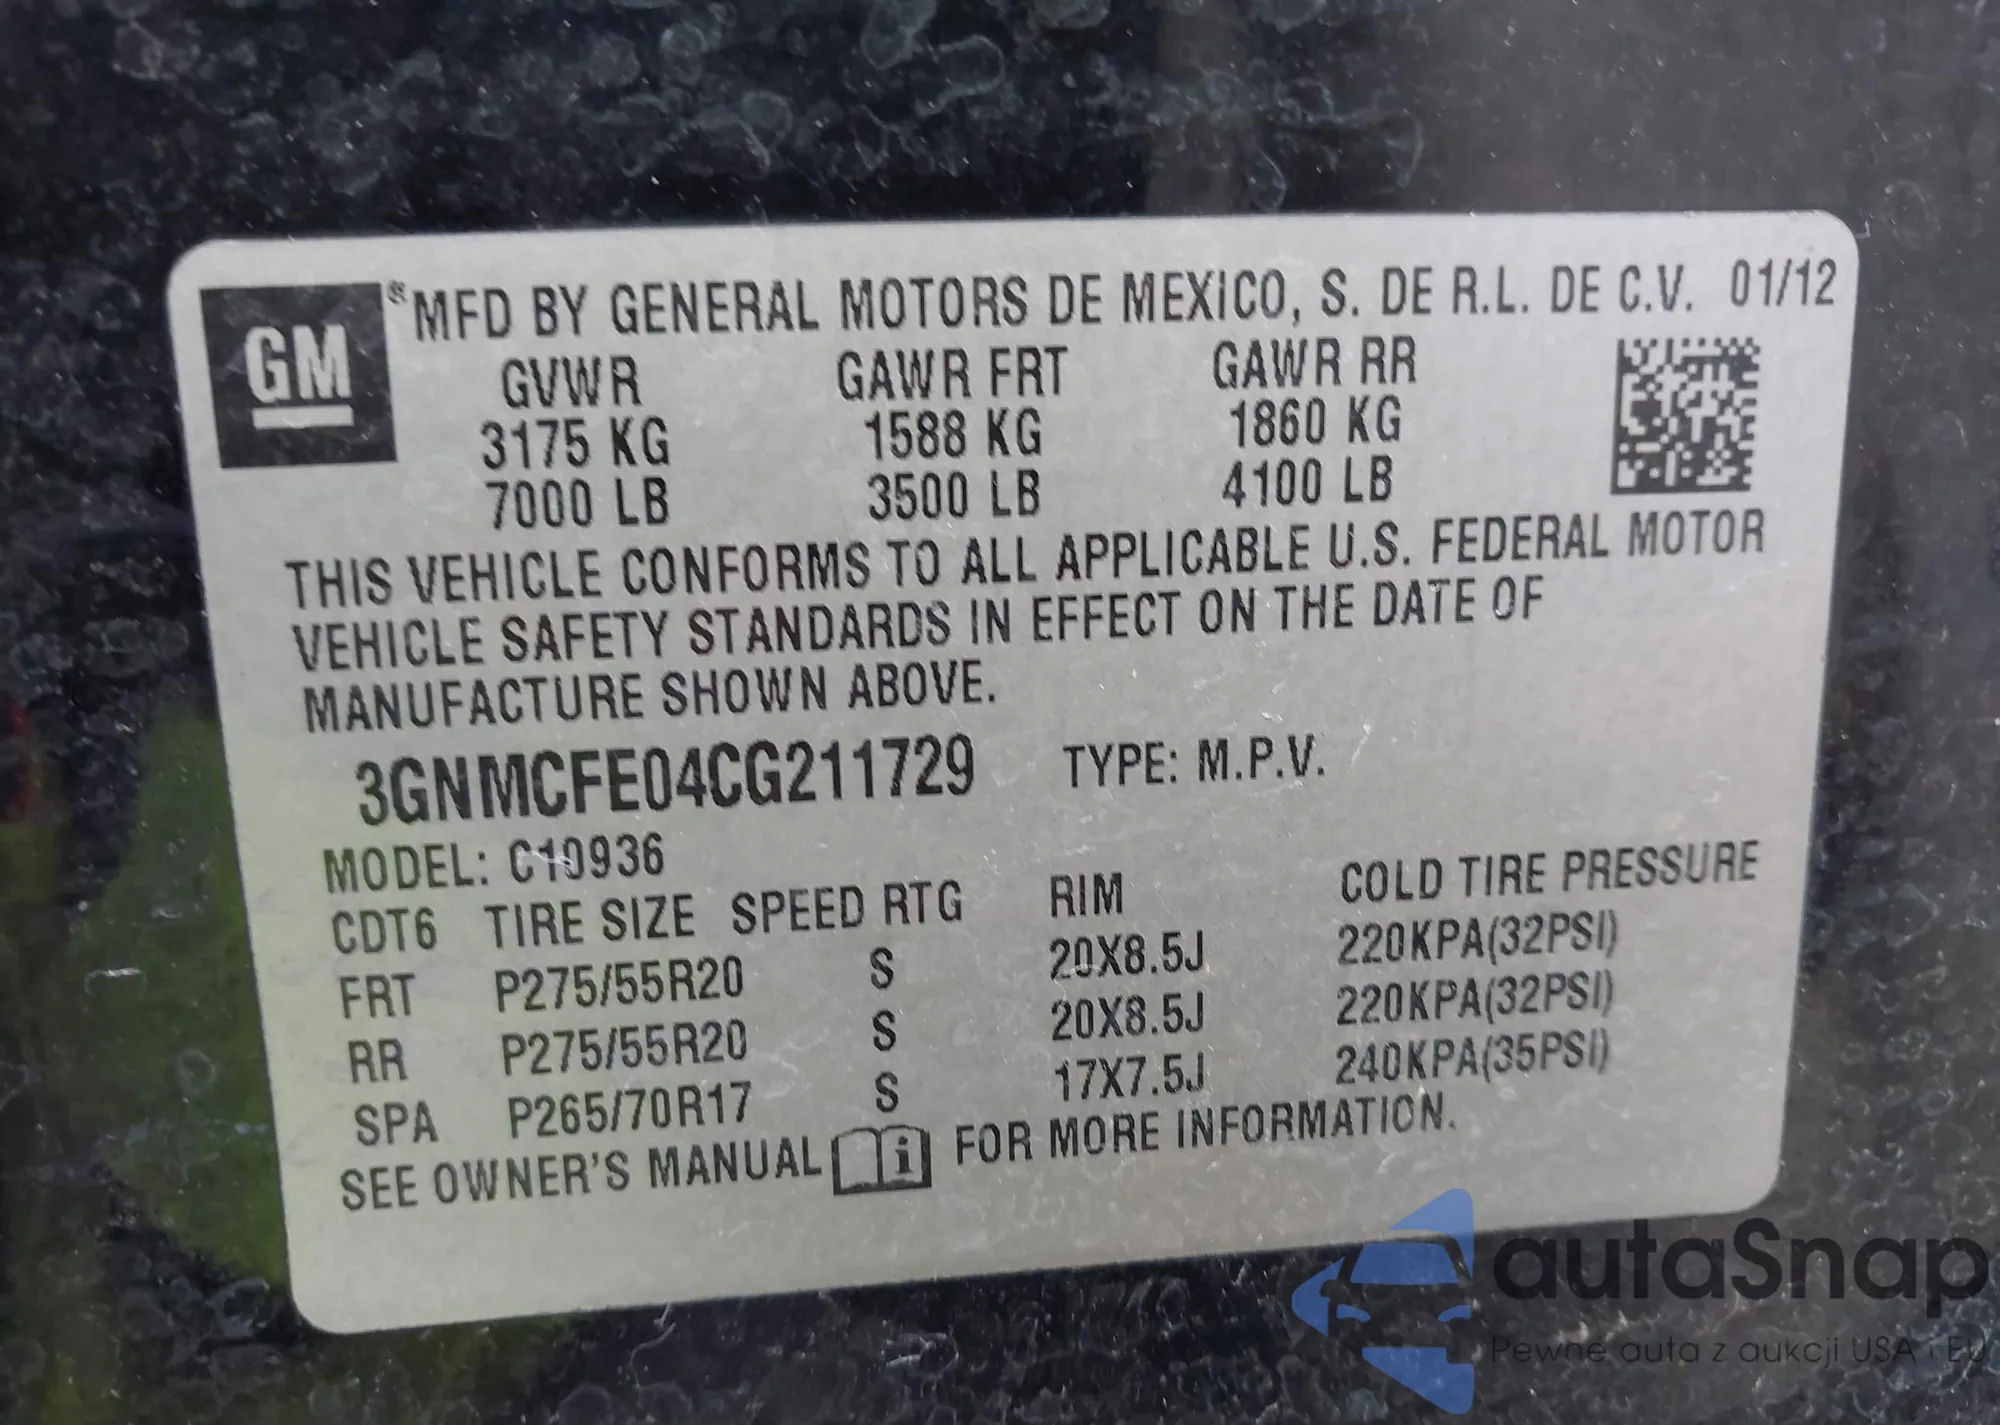 GM ® MFD BY GENERAL MOTORS DE MEXICO, S. DE R.L. DE C.V. 01/12
GVWR GAWR FRT GAWR RR
3175 KG 1588 KG 1860 KG
7000 LB 3500 LB 4100 LB
THIS VEHICLE CONFORMS TO ALL APPLICABLE U.S. FEDERAL MOTOR
VEHICLE SAFETY STANDARDS IN EFFECT ON THE DATE OF
MANUFACTURE SHOWN ABOVE.
3GNMCFE04CG211729 TYPE: M.P.V.
MODEL: C10936
CDT6 TIRE SIZE SPEED RTG RIM COLD TIRE PRESSURE
FRT P275/55R20 S 20X8.5J 220KPA(32PSI)
RR P275/55R20 S 20X8.5J 220KPA(32PSI)
SPA P265/70R17 S 17X7.5J 240KPA(35PSI)
SEE OWNER'S MANUAL i FOR MORE INFORMATION.
autaSnap
Pewne auta z aukcji USA i EU